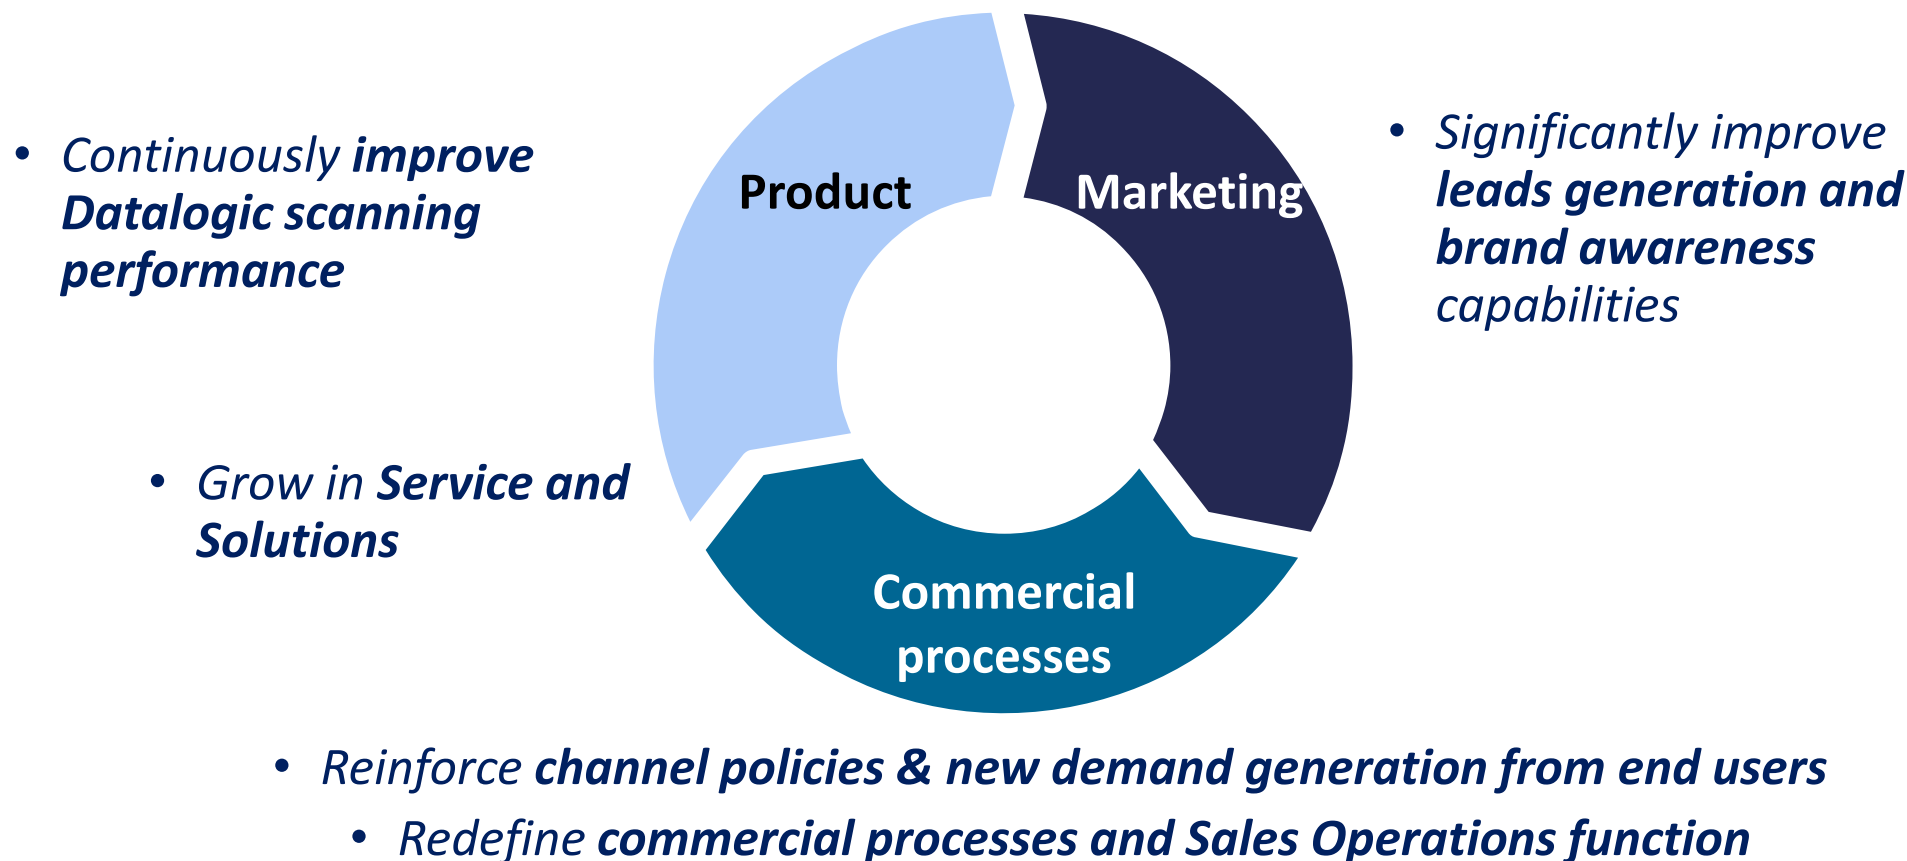 • Continuously improve
Datalogic scanning
performance
• Grow in Service and
Solutions
Product
Marketing
Commercial
processes
• Significantly improve
leads generation and
brand awareness
capabilities
• Reinforce channel policies & new demand generation from end users
• Redefine commercial processes and Sales Operations function